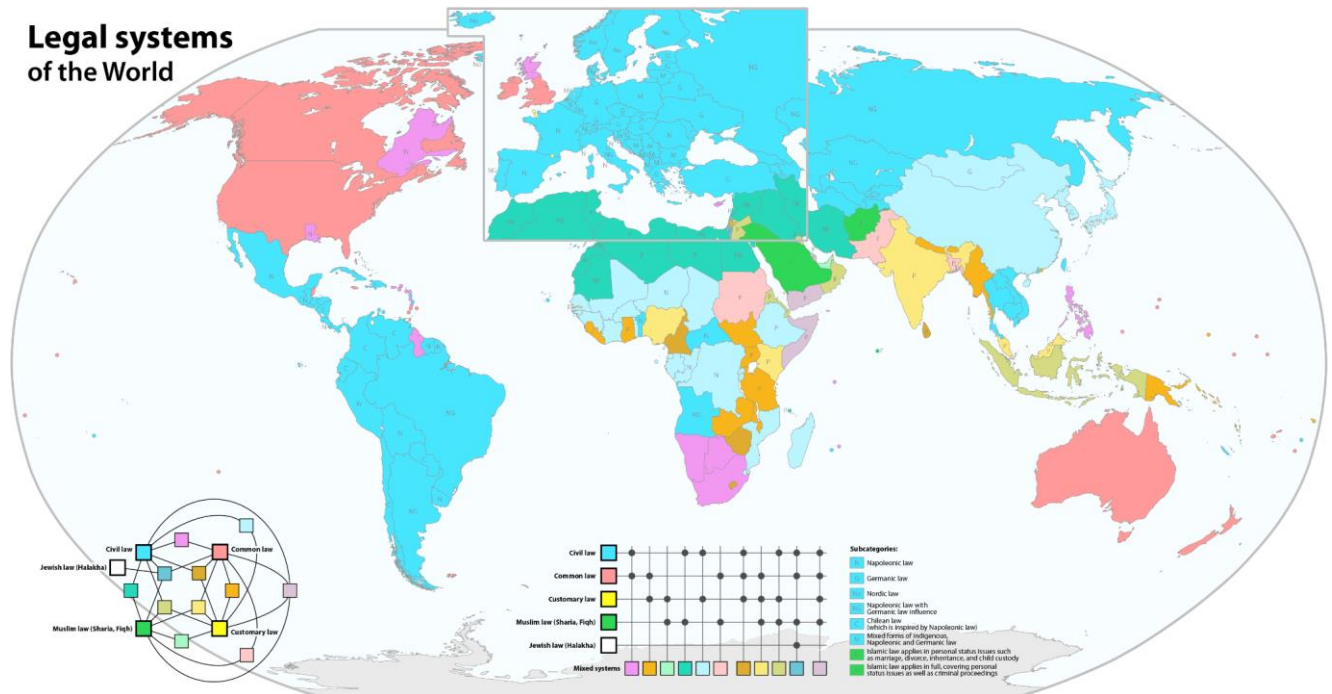 Legal systems
of the World
Civil law
Common law
Jewish law (Halakha)
Muslim law (Sharia, Fiqh)
Customary law
Civil law
Common law
Customary law
Muslim law (Sharia, Fiqh)
Jewish law (Halakha)
Mixed systems
Subcategories:
Napoleonic law
Germanic law
Nordic law
Napoleonic law with
Germanic law influence
Chilean law
(which is inspired by Napoleonic law)
Mixed forms of Indigenous,
Napoleonic and Germanic law
Islamic law applies in personal status issues such
as marriage, divorce, inheritance, and child custody
Islamic law applies in full, covering personal
status issues as well as criminal proceedings